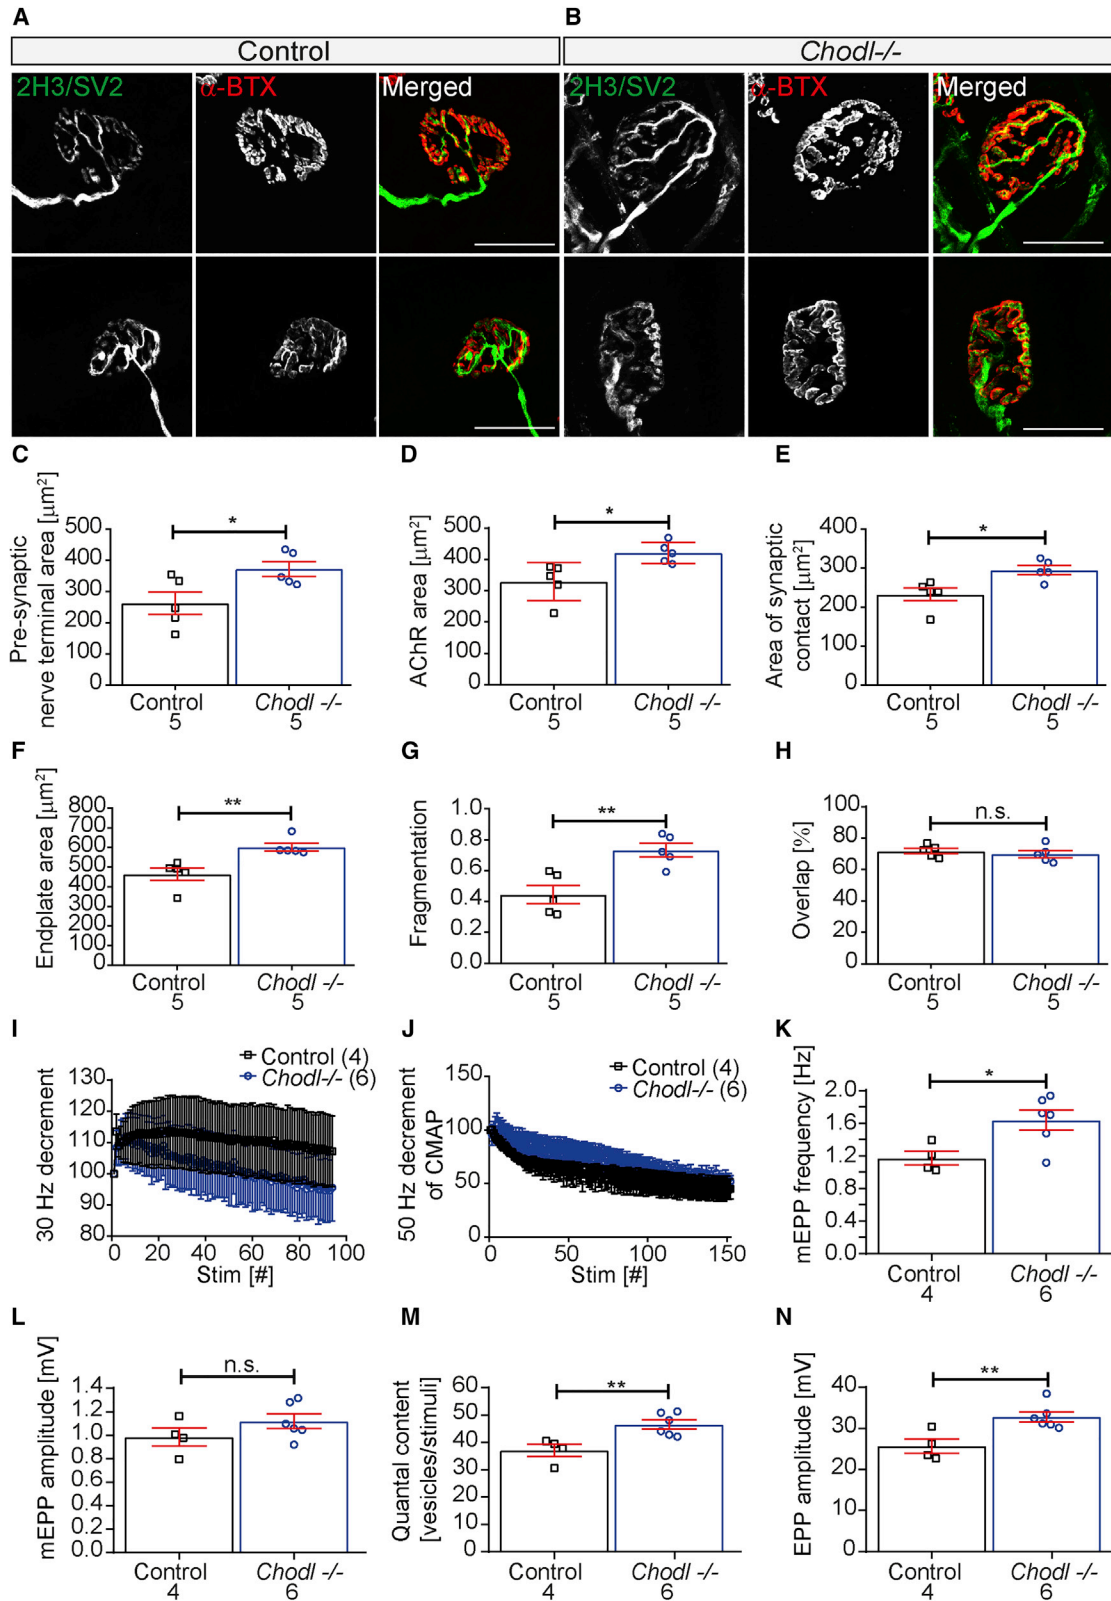 A
B
Control
Chodl-/-
2H3/SV2
α-BTX
Merged
2H3/SV2
α-BTX
Merged
C
Pre-synaptic
nerve terminal area [μm²]
500
400
300
200
100
0
*
Control
5
Chodl -/-
5
D
AChR area [μm²]
500
400
300
200
100
0
*
Control
5
Chodl -/-
5
E
Area of synaptic
contact [μm²]
400
300
200
100
0
*
Control
5
Chodl -/-
5
F
Endplate area [μm²]
800
700
600
500
400
300
200
100
0
**
Control
5
Chodl -/-
5
G
Fragmentation
1.0
0.8
0.6
0.4
0.2
0.0
**
Control
5
Chodl -/-
5
H
Overlap [%]
100
80
60
40
20
0
n.s.
Control
5
Chodl -/-
5
I
30 Hz decrement
130
120
110
100
90
80
Control (4)
Chodl-/- (6)
0 20 40 60 80 100
Stim [#]
J
50 Hz decrement
of CMAP
150
100
50
0
Control (4)
Chodl-/- (6)
0 50 100 150
Stim [#]
K
mEPP frequency [Hz]
2.0
1.6
1.2
0.8
0.4
0.0
*
Control
4
Chodl -/-
6
L
mEPP amplitude [mV]
1.4
1.2
1.0
0.8
0.6
0.4
0.2
0.0
n.s.
Control
4
Chodl -/-
6
M
Quantal content
[vesicles/stimuli]
60
50
40
30
20
10
0
**
Control
4
Chodl -/-
6
N
EPP amplitude [mV]
40
30
20
10
0
**
Control
4
Chodl -/-
6